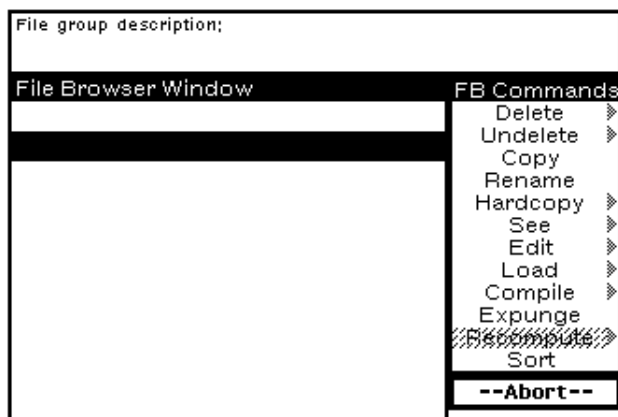 File group description;
File Browser Window
FB Commands
Delete
Undelete
Copy
Rename
Hardcopy
See
Edit
Load
Compile
Expunge
Recompute
Sort
--Abort--